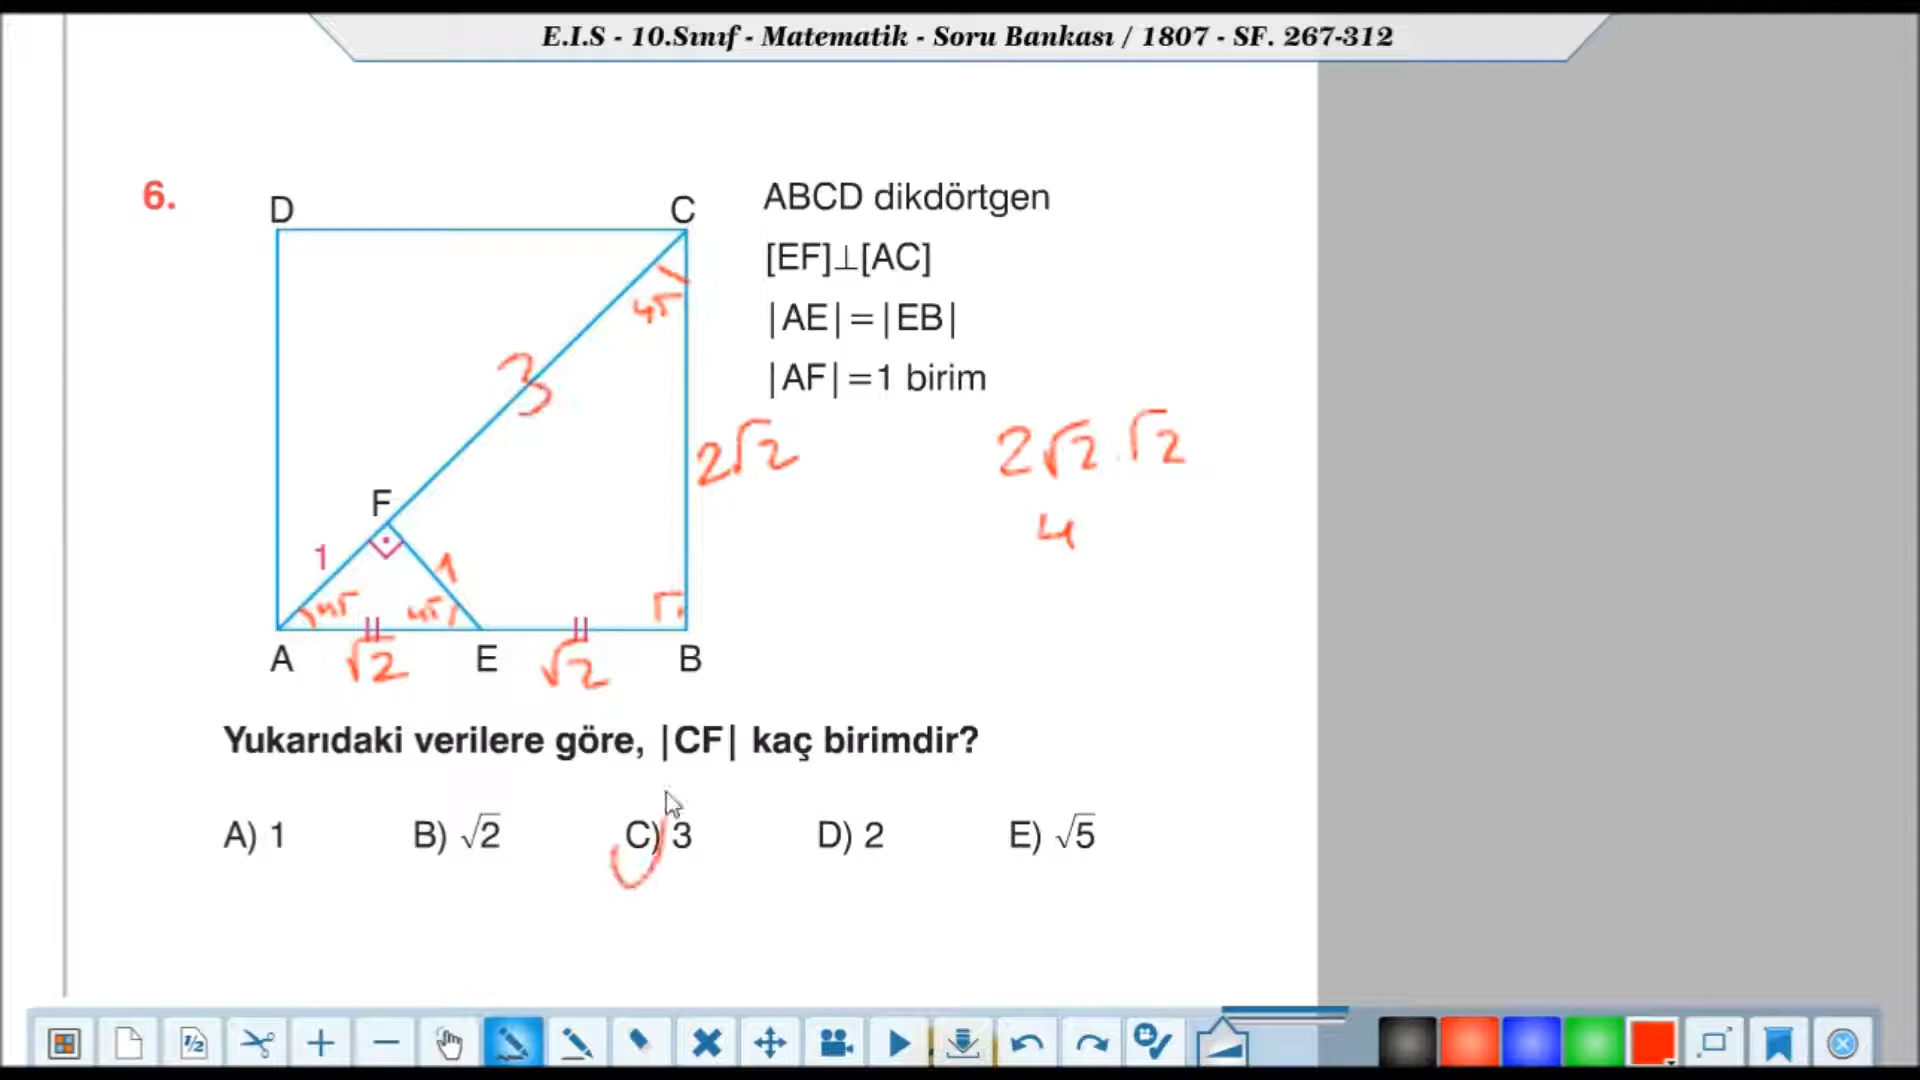 E.I.S - 10.Sınıf - Matematik - Soru Bankası / 1807 - SF. 267-312
6.
D
C
ABCD dikdörtgen
[EF]⊥[AC]
|AE|=|EB|
|AF|=1 birim
45
3
2√2
2√2.√2
4
F
1
1
45
45
A
√2
E
√2
B
Yukarıdaki verilere göre, |CF| kaç birimdir?
A) 1 B) √2 C) 3 D) 2 E) √5
1/2